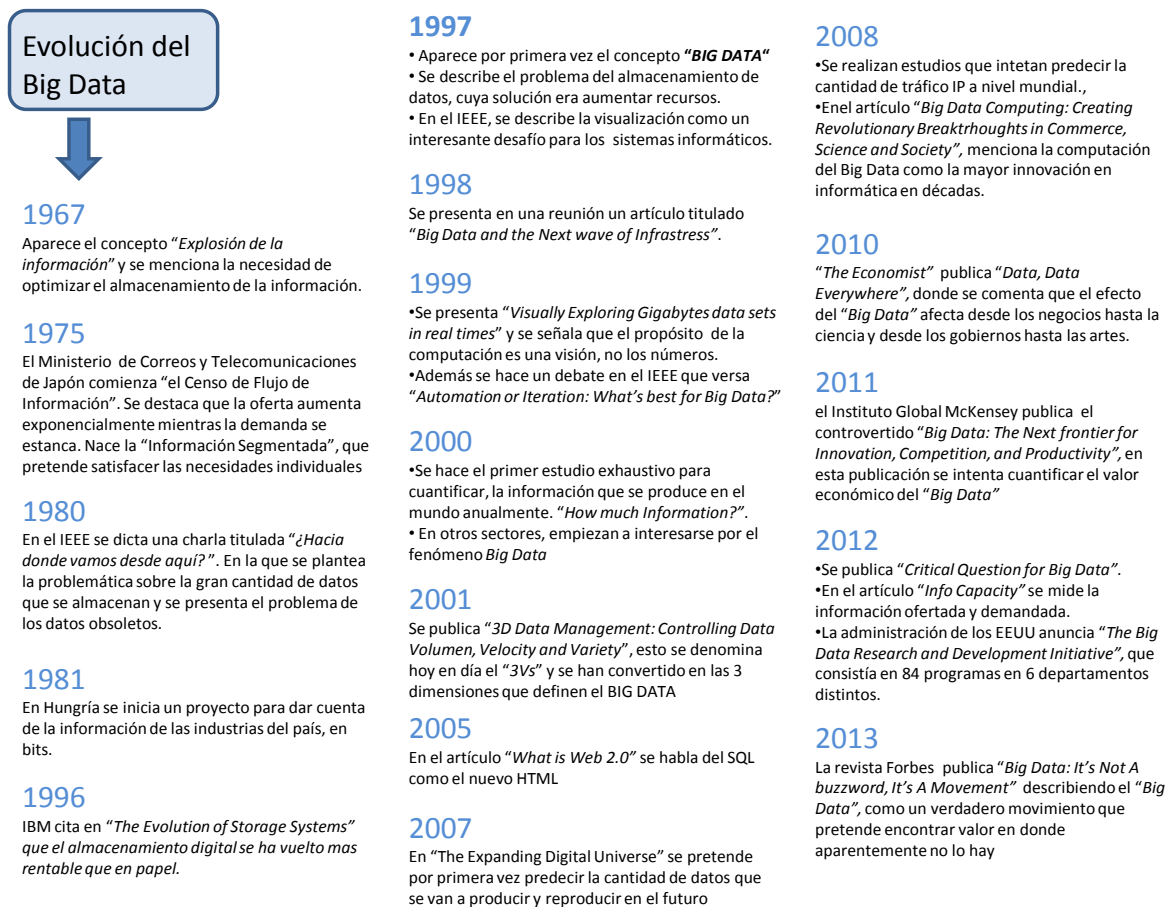 Evolución del
Big Data
1967
Aparece el concepto “Explosión de la
información” y se menciona la necesidad de
optimizar el almacenamiento de la información.
1975
El Ministerio de Correos y Telecomunicaciones
de Japón comienza “el Censo de Flujo de
Información”. Se destaca que la oferta aumenta
exponencialmente mientras la demanda se
estanca. Nace la “Información Segmentada”, que
pretende satisfacer las necesidades individuales
1980
En el IEEE se dicta una charla titulada “¿Hacia
donde vamos desde aquí? ”. En la que se plantea
la problemática sobre la gran cantidad de datos
que se almacenan y se presenta el problema de
los datos obsoletos.
1981
En Hungría se inicia un proyecto para dar cuenta
de la información de las industrias del país, en
bits.
1996
IBM cita en “The Evolution of Storage Systems”
que el almacenamiento digital se ha vuelto mas
rentable que en papel.
1997
• Aparece por primera vez el concepto “BIG DATA“
• Se describe el problema del almacenamiento de
datos, cuya solución era aumentar recursos.
• En el IEEE, se describe la visualización como un
interesante desafío para los sistemas informáticos.
1998
Se presenta en una reunión un artículo titulado
“Big Data and the Next wave of Infrastress”.
1999
•Se presenta “Visually Exploring Gigabytes data sets
in real times” y se señala que el propósito de la
computación es una visión, no los números.
•Además se hace un debate en el IEEE que versa
“Automation or Iteration: What’s best for Big Data?”
2000
•Se hace el primer estudio exhaustivo para
cuantificar, la información que se produce en el
mundo anualmente. “How much Information?”.
• En otros sectores, empiezan a interesarse por el
fenómeno Big Data
2001
Se publica “3D Data Management: Controlling Data
Volumen, Velocity and Variety”, esto se denomina
hoy en día el “3Vs” y se han convertido en las 3
dimensiones que definen el BIG DATA
2005
En el artículo “What is Web 2.0” se habla del SQL
como el nuevo HTML
2007
En “The Expanding Digital Universe” se pretende
por primera vez predecir la cantidad de datos que
se van a producir y reproducir en el futuro
2008
•Se realizan estudios que intetan predecir la
cantidad de tráfico IP a nivel mundial.,
•Enel artículo “Big Data Computing: Creating
Revolutionary Breaktrhoughts in Commerce,
Science and Society”, menciona la computación
del Big Data como la mayor innovación en
informática en décadas.
2010
“The Economist” publica “Data, Data
Everywhere”, donde se comenta que el efecto
del “Big Data” afecta desde los negocios hasta la
ciencia y desde los gobiernos hasta las artes.
2011
el Instituto Global McKensey publica el
controvertido “Big Data: The Next frontier for
Innovation, Competition, and Productivity”, en
esta publicación se intenta cuantificar el valor
económico del “Big Data”
2012
•Se publica “Critical Question for Big Data”.
•En el artículo “Info Capacity” se mide la
información ofertada y demandada.
•La administración de los EEUU anuncia “The Big
Data Research and Development Initiative”, que
consistía en 84 programas en 6 departamentos
distintos.
2013
La revista Forbes publica “Big Data: It’s Not A
buzzword, It’s A Movement” describiendo el “Big
Data”, como un verdadero movimiento que
pretende encontrar valor en donde
aparentemente no lo hay